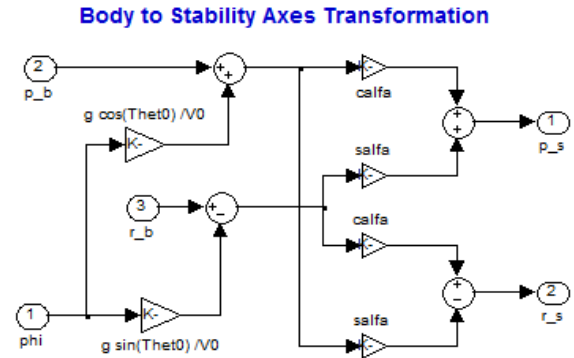 Body to Stability Axes Transformation
2
p_b
+
+
K-
calfa
g cos(Thet0) /V0
K-
+
+
1
p_s
salfa
K-
3
r_b
+
−
calfa
K-
+
−
2
r_s
1
phi
K-
g sin(Thet0) /V0
salfa
K-